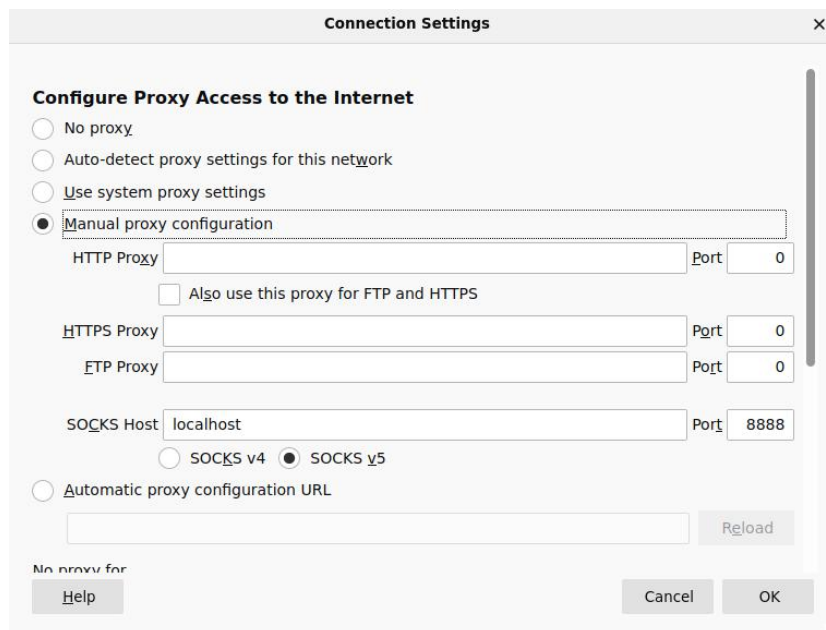 Connection Settings
Configure Proxy Access to the Internet
No proxy
Auto-detect proxy settings for this network
Use system proxy settings
Manual proxy configuration
HTTP Proxy Port 0
Also use this proxy for FTP and HTTPS
HTTPS Proxy Port 0
FTP Proxy Port 0
SOCKS Host localhost Port 8888
SOCKS v4 SOCKS v5
Automatic proxy configuration URL
Reload
No proxy for
Help Cancel OK